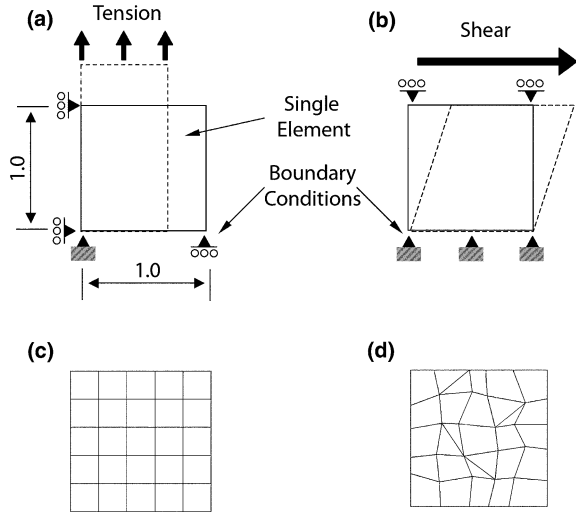 (a)
Tension
(b)
Shear
Single
Element
1.0
Boundary
Conditions
1.0
(c)
(d)